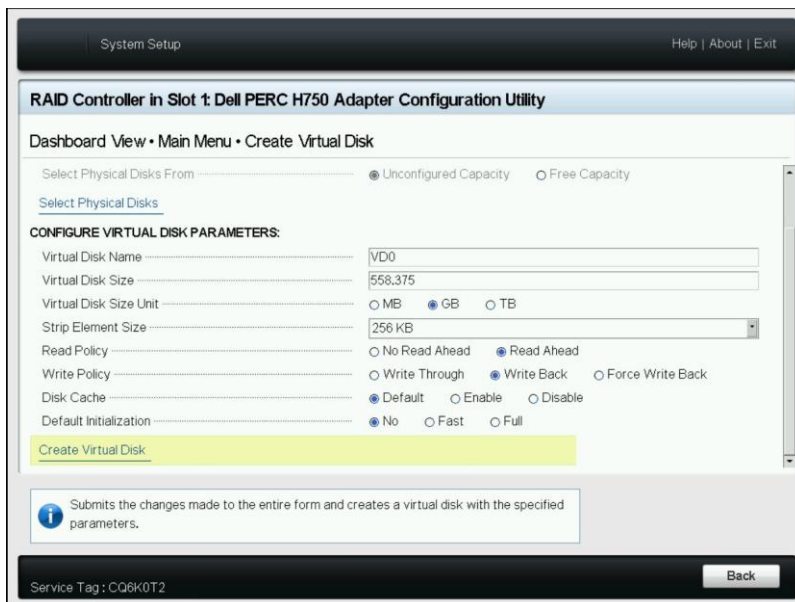 System Setup
Help | About | Exit
RAID Controller in Slot 1: Dell PERC H750 Adapter Configuration Utility
Dashboard View • Main Menu • Create Virtual Disk
Select Physical Disks From Unconfigured Capacity Free Capacity
Select Physical Disks
CONFIGURE VIRTUAL DISK PARAMETERS:
Virtual Disk Name VD0
Virtual Disk Size 558.375
Virtual Disk Size Unit MB GB TB
Strip Element Size 256 KB
Read Policy No Read Ahead Read Ahead
Write Policy Write Through Write Back Force Write Back
Disk Cache Default Enable Disable
Default Initialization No Fast Full
Create Virtual Disk
Submits the changes made to the entire form and creates a virtual disk with the specified
parameters.
Back
Service Tag : CQ6K0T2